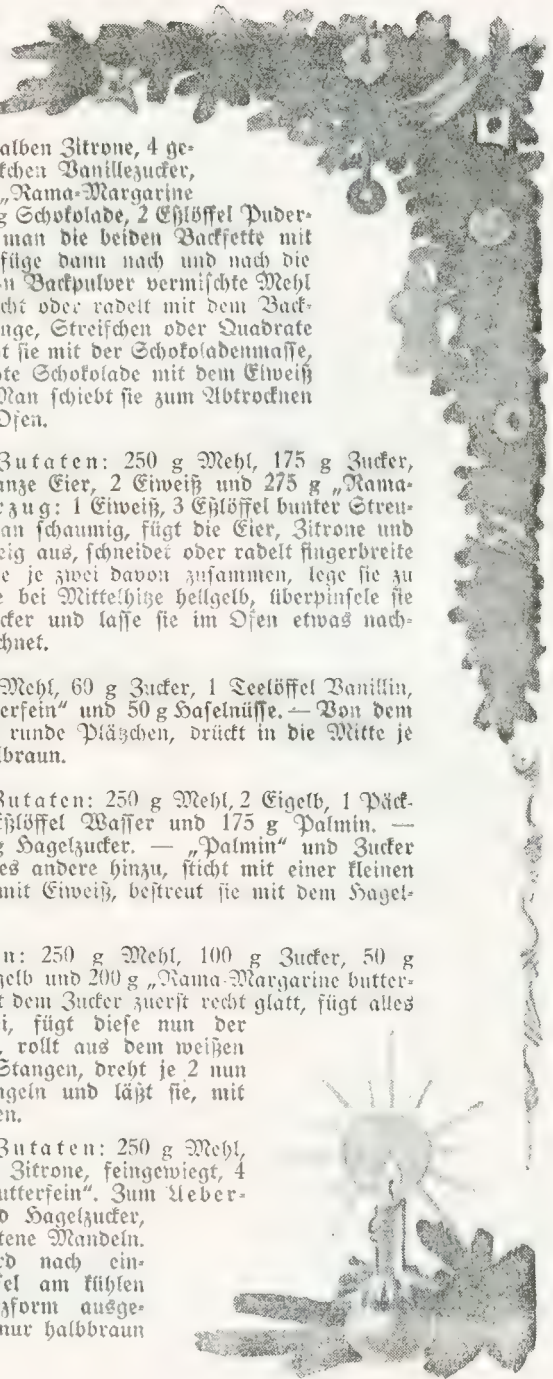 alben Zitrone, 4 ge-
kchen Vanillezucker,
„Rama-Margarine
g Schokolade, 2 Eßlöffel Puder-
man die beiden Backfette mit
füge dann nach und nach die
n Backpulver vermischte Mehl
cht oder radelt mit dem Back-
nge, Streifchen oder Quadrate
t sie mit der Schokoladenmasse,
bte Schokolade mit dem Eiweiß
Man schiebt sie zum Abtrocknen
Ofen.
Zutaten: 250 g Mehl, 175 g Zucker,
anze Eier, 2 Eiweiß und 275 g „Rama-
rzug: 1 Eiweiß, 3 Eßlöffel bunter Streu-
an schaumig, fügt die Eier, Zitrone und
eig aus, schneidet oder radelt fingerbreite
e je zwei davon zusammen, lege sie zu
e bei Mittelhitze hellgelb, überpinsele sie
cker und lasse sie im Ofen etwas nach-
chnet.
Mehl, 60 g Zucker, 1 Teelöffel Vanillin,
erfein“ und 50 g Haselnüsse. — Von dem
runde Plätzchen, drückt in die Mitte je
lbraun.
Zutaten: 250 g Mehl, 2 Eigelb, 1 Päck-
ßlöffel Wasser und 175 g Palmin. —
g Hagelzucker. — „Palmin“ und Zucker
es andere hinzu, sticht mit einer kleinen
mit Eiweiß, bestreut sie mit dem Hagel-
n: 250 g Mehl, 100 g Zucker, 50 g
gelb und 200 g „Rama-Margarine butter-
t dem Zucker zuerst recht glatt, fügt alles
i, fügt diese nun der
, rollt aus dem weißen
Stangen, dreht je 2 nun
ngeln und läßt sie, mit
en.
Zutaten: 250 g Mehl,
Zitrone, feingewiegt, 4
utterfein“. Zum Ueber-
d Hagelzucker,
tene Mandeln.
rd nach ein-
el am kühlen
zform ausge-
nur halbbraun